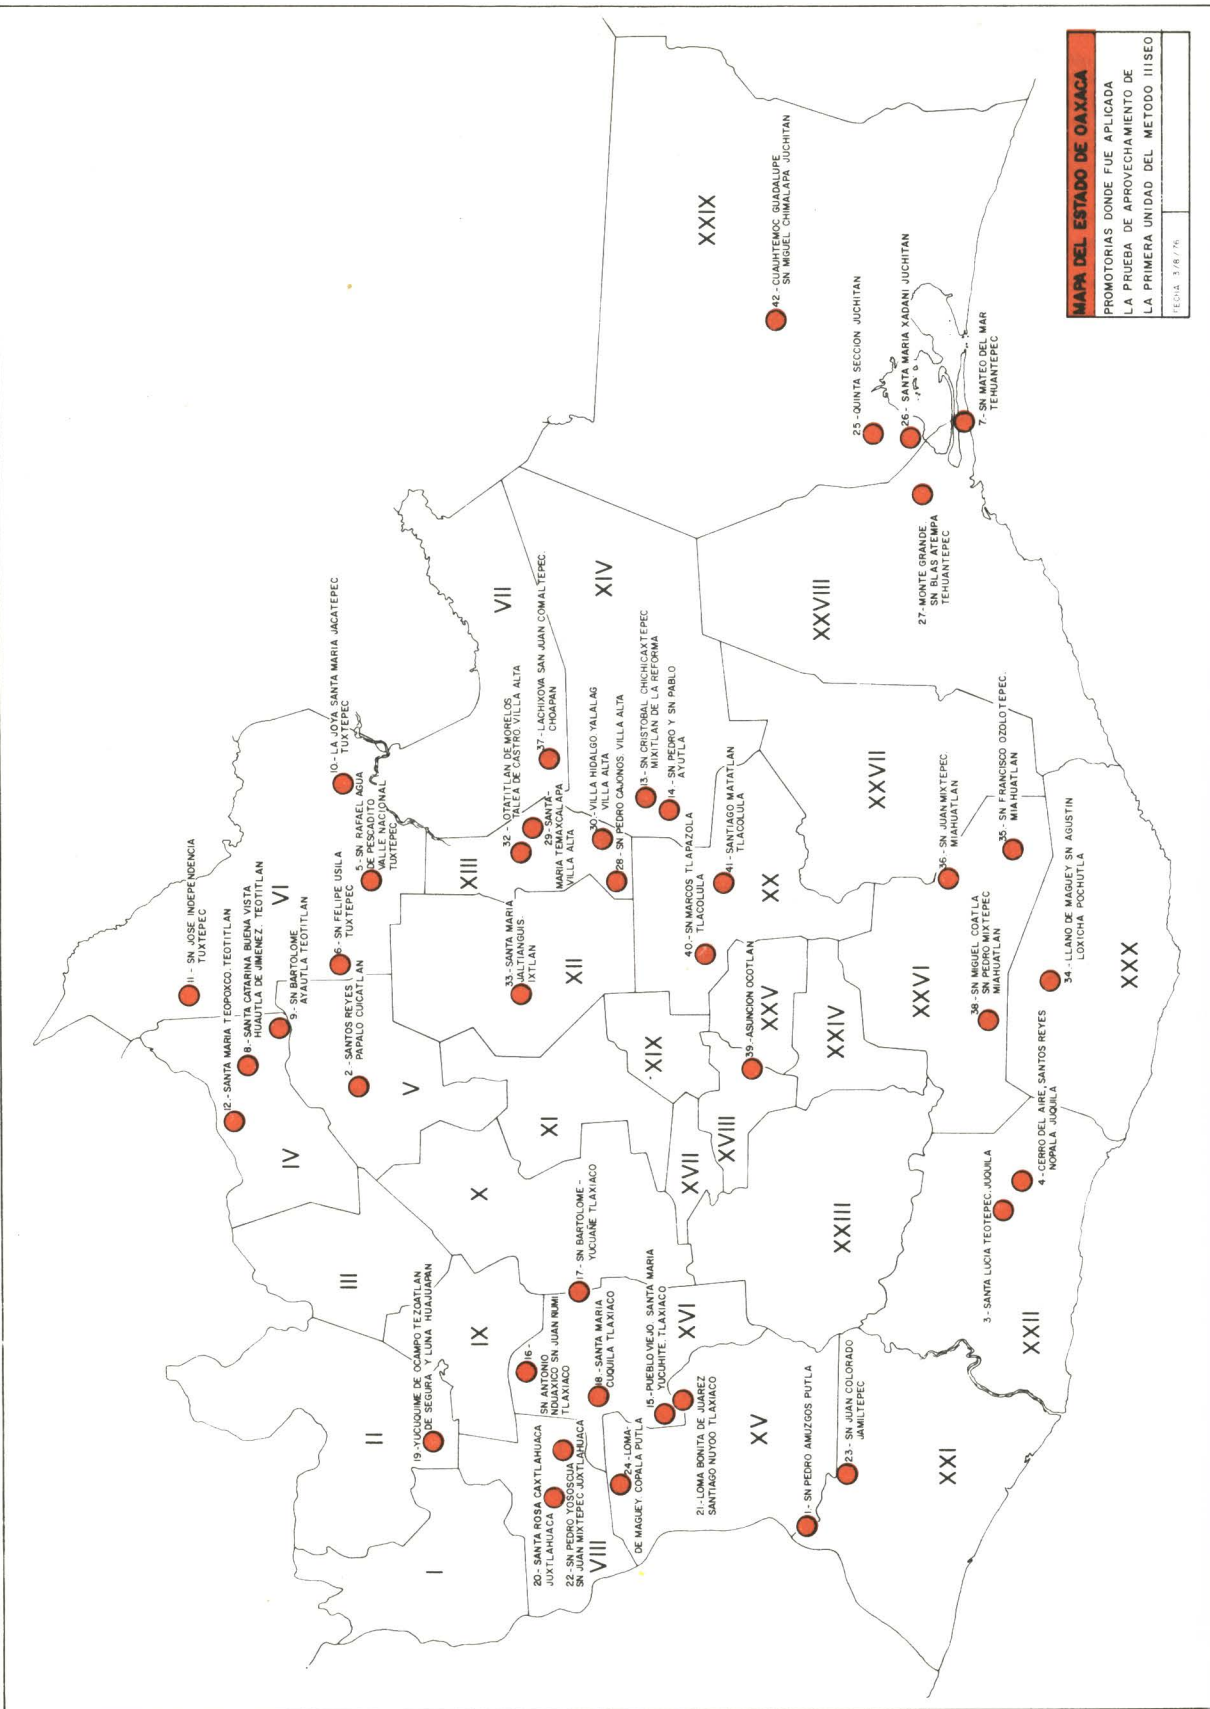 MAPA DEL ESTADO DE OAXACA
PROMOTORIAS DONDE FUE APLICADA
LA PRUEBA DE APROVECHAMIENTO DE
LA PRIMERA UNIDAD DEL METODO IIISEO
FECHA 3/8/76
11 - SN JOSE INDEPENDENCIA
TUXTEPEC
12.- SANTA MARIA TEOPOXCO. TEOTITLAN
8.- SANTA CATARINA BUENA VISTA
HUAUTLA DE JIMENEZ. TEOTITLAN
VI
9.- SN BARTOLOME
AYAUTLA TEOTITLAN
6.- SN FELIPE USILA
TUXTEPEC
10.- LA JOYA SANTA MARIA JACATEPEC
TUXTEPEC
5.- SN RAFAEL AGUA
DE PESCADITO
VALLE NACIONAL
TUXTEPEC
2 - SANTOS REYES
PAPALO CUICATLAN
IV
V
III
II
I
19.-YUCUQUIME DE OCAMPO TEZOATLAN
DE SEGURA Y LUNA HUAJUAPAN
IX
X
XI
XII
XIII
VII
XIV
32 - OTATITLAN DE MORELOS
TALEA DE CASTRO. VILLA ALTA
37.- LACHIXOVA SAN JUAN COMALTEPEC.
CHOAPAN
29.-SANTA-
MARIA TEMAXCALAPA
VILLA ALTA
30.- VILLA HIDALGO. YALALAG
VILLA ALTA
28.- SN PEDRO CAJONOS. VILLA ALTA
33.- SANTA MARIA
JALTIANGUIS.
IXTLAN
13.- SN CRISTOBAL CHICHICAXTEPEC
MIXITLAN DE LA REFORMA
14.- SN PEDRO Y SN PABLO
AYUTLA
16 -
SN ANTONIO
NDUAXICO SN JUAN ÑUMI
TLAXIACO
17.- SN BARTOLOME -
YUCUAÑE TLAXIACO
18.- SANTA MARIA
CUQUILA TLAXIACO
20.- SANTA ROSA CAXTLAHUACA
JUXTLAHUACA
22.- SN PEDRO YOSOSCUA
SN JUAN MIXTEPEC JUXTLAHUACA
VIII
24.-LOMA-
DE MAGUEY. COPALA PUTLA
15.-PUEBLO VIEJO. SANTA MARIA
YUCUHITE. TLAXIACO
21.-LOMA BONITA DE JUAREZ
SANTIAGO NUYOO TLAXIACO
XVI
XVII
XVIII
XIX
XX
40.- SN MARCOS TLAPAZOLA
TLACOLULA
41.- SANTIAGO MATATLAN
TLACOLULA
39.-ASUNCION OCOTLAN
XXV
XXIV
XV
XXIII
XXVI
XXVII
XXVIII
XXIX
42.- CUAUHTEMOC GUADALUPE
SN MIGUEL CHIMALAPA JUCHITAN
25 -QUINTA SECCION JUCHITAN
26 - SANTA MARIA XADANI JUCHITAN
27.- MONTE GRANDE
SN BLAS ATEMPA
TEHUANTEPEC
7.- SN MATEO DEL MAR
TEHUANTEPEC
1 - SN PEDRO AMUZGOS PUTLA
23 - SN JUAN COLORADO
JAMILTEPEC
XXI
XXII
3 - SANTA LUCIA TEOTEPEC. JUQUILA
4 - CERRO DEL AIRE, SANTOS REYES
NOPALA JUQUILA
36.- SN JUAN MIXTEPEC
MIAHUATLAN
35.- SN FRANCISCO OZOLOTEPEC.
MIAHUATLAN
38.- SN MIGUEL COATLA
SN PEDRO MIXTEPEC
MIAHUATLAN
34.- LLANO DE MAGUEY SN AGUSTIN
LOXICHA POCHUTLA
XXX